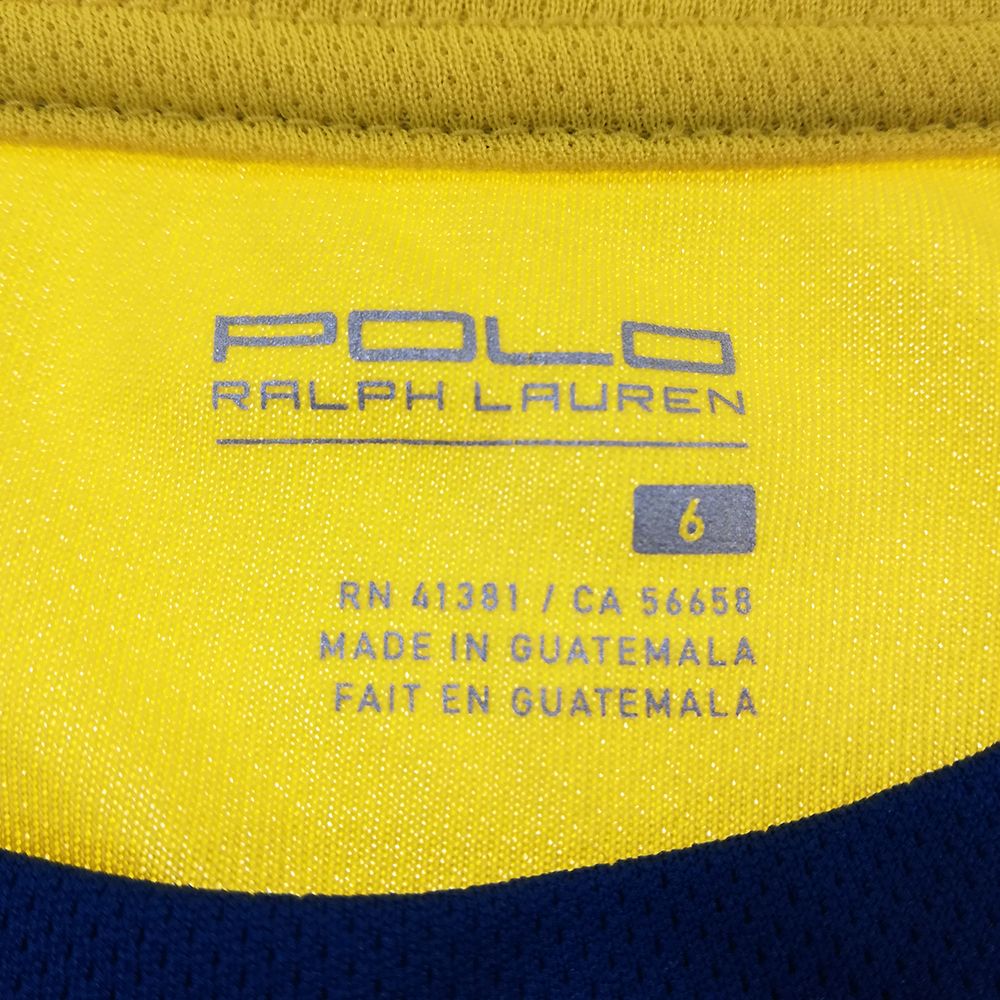 POLO
RALPH LAUREN
6
RN 41381 / CA 56658
MADE IN GUATEMALA
FAIT EN GUATEMALA